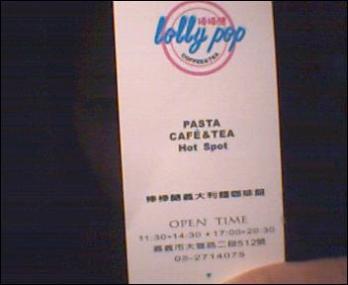 棒棒糖
lolly pop
COFFEE&TEA
PASTA
CAFÉ&TEA
Hot Spot
棒棒糖義大利麵咖啡館
OPEN TIME
11:30~14:30 • 17:00~20:30
嘉義市大雅路二段512號
05-2714075